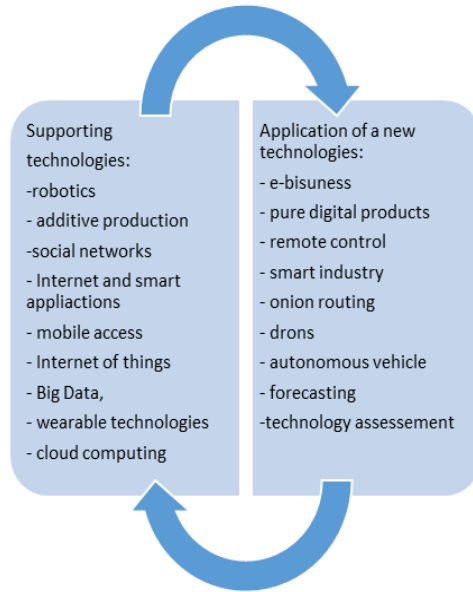 Supporting
technologies:
-robotics
- additive production
-social networks
- Internet and smart
appliactions
- mobile access
- Internet of things
- Big Data,
- wearable technologies
- cloud computing
Application of a new
technologies:
- e-bisuness
- pure digital products
- remote control
- smart industry
- onion routing
- drons
- autonomous vehicle
- forecasting
-technology assessement